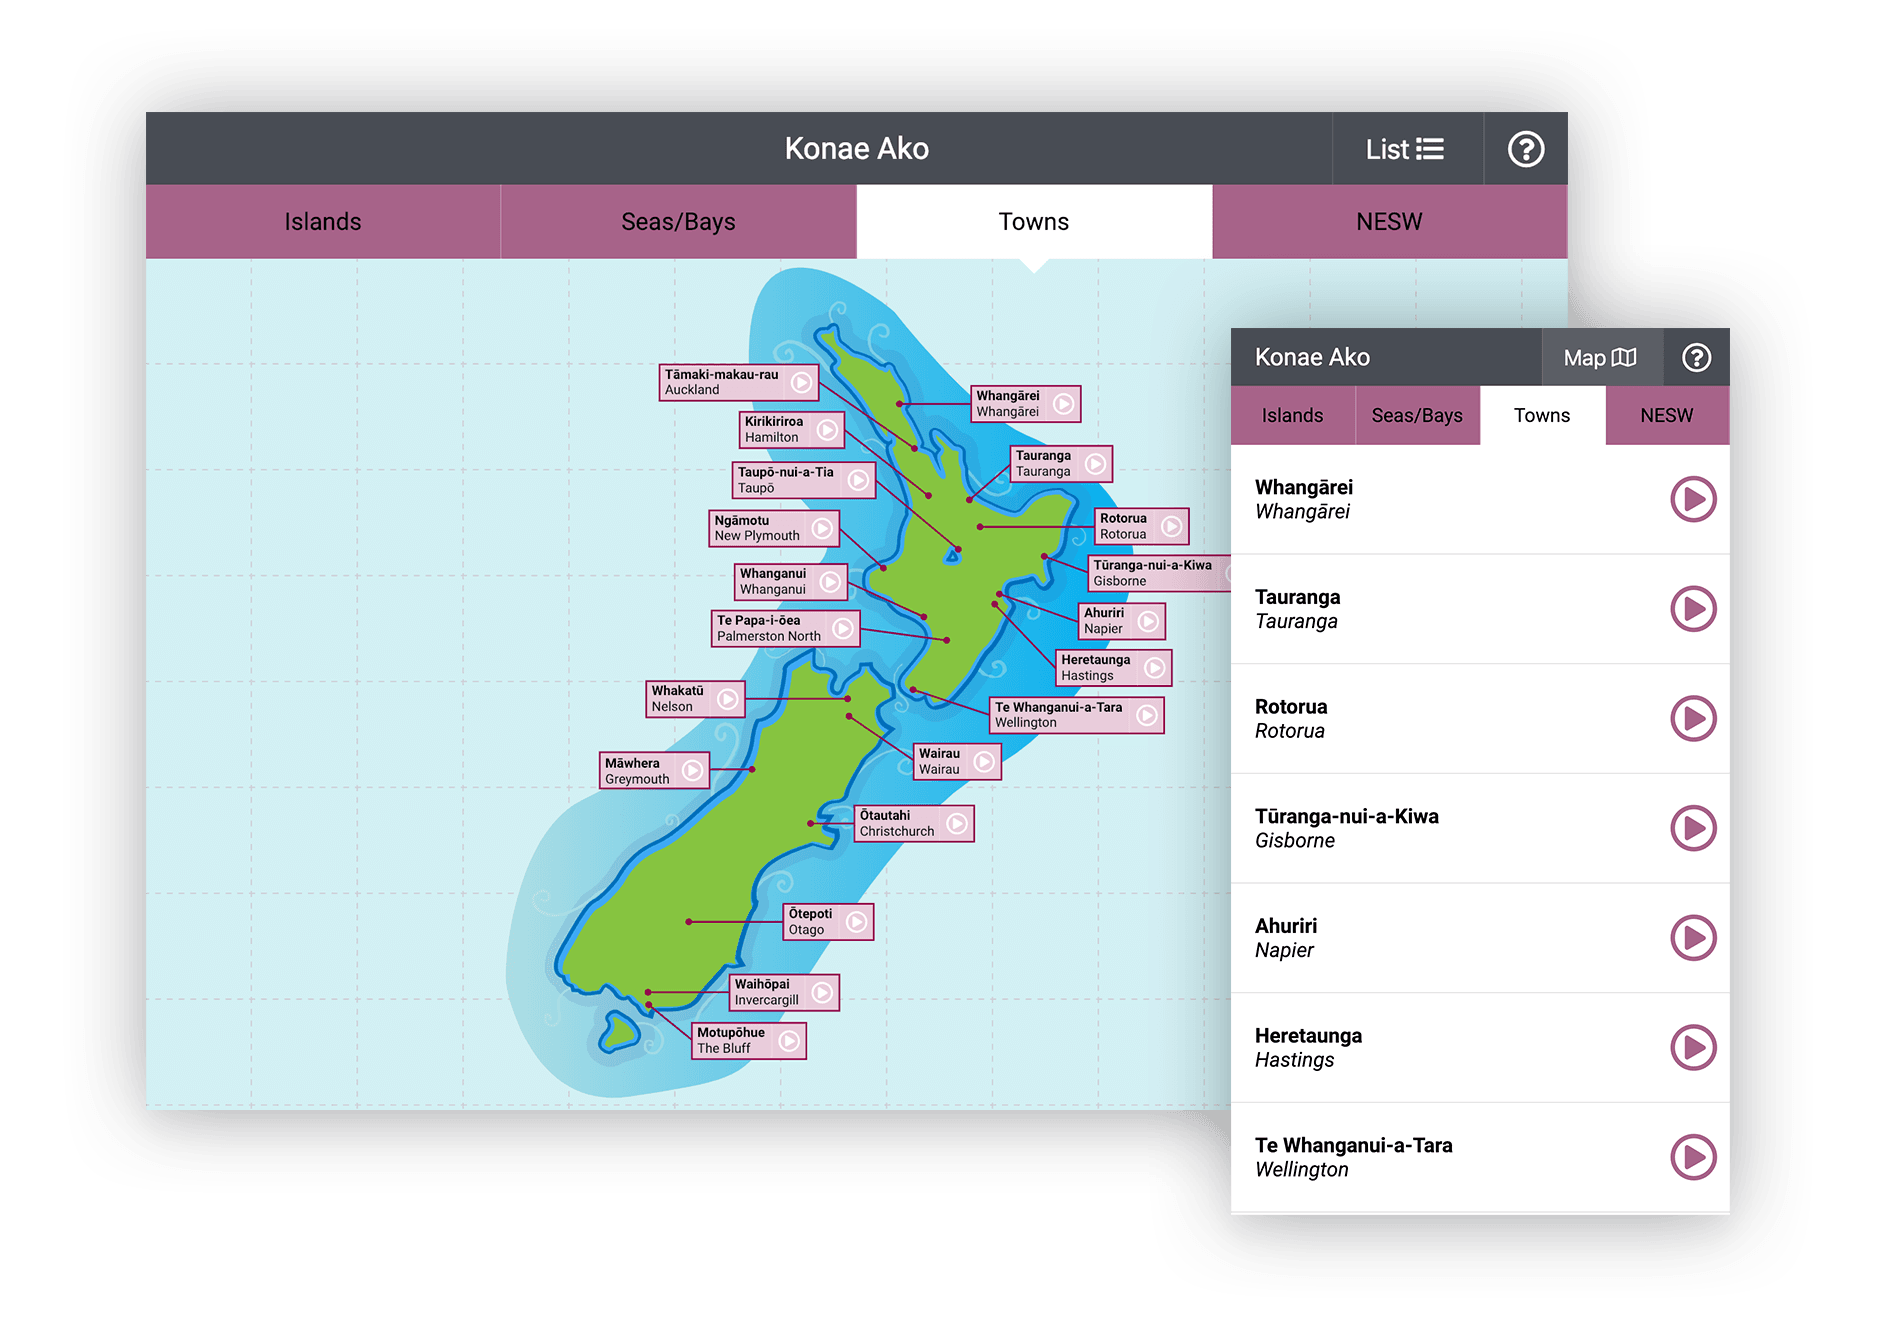 Konae Ako
List
Islands
Seas/Bays
Towns
NESW
Tāmaki-makau-rau
Auckland
Whangārei
Whangārei
Kirikiriroa
Hamilton
Tauranga
Tauranga
Taupō-nui-a-Tia
Taupō
Ngāmotu
New Plymouth
Rotorua
Rotorua
Whanganui
Whanganui
Tūranga-nui-a-Kiwa
Gisborne
Te Papa-i-ōea
Palmerston North
Ahuriri
Napier
Heretaunga
Hastings
Whakatū
Nelson
Te Whanganui-a-Tara
Wellington
Māwhera
Greymouth
Wairau
Wairau
Ōtautahi
Christchurch
Ōtepoti
Otago
Waihōpai
Invercargill
Motupōhue
The Bluff
Konae Ako
Map
Islands
Seas/Bays
Towns
NESW
Whangārei
Whangārei
Tauranga
Tauranga
Rotorua
Rotorua
Tūranga-nui-a-Kiwa
Gisborne
Ahuriri
Napier
Heretaunga
Hastings
Te Whanganui-a-Tara
Wellington